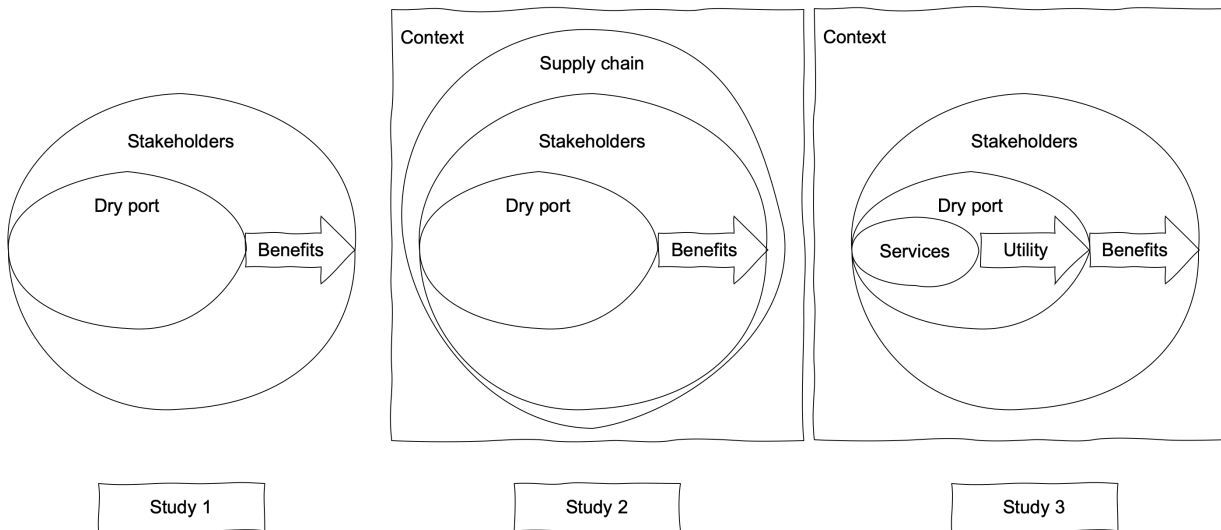 Stakeholders
Dry port
Benefits
Study 1
Context
Supply chain
Stakeholders
Dry port
Benefits
Study 2
Context
Stakeholders
Dry port
Services
Utility
Benefits
Study 3